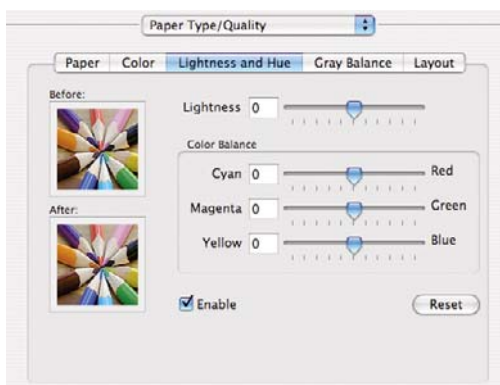 Paper Type/Quality
Paper Color Lightness and Hue Gray Balance Layout
Before:
Lightness 0
Color Balance
Cyan 0 Red
Magenta 0 Green
Yellow 0 Blue
After:
Enable Reset